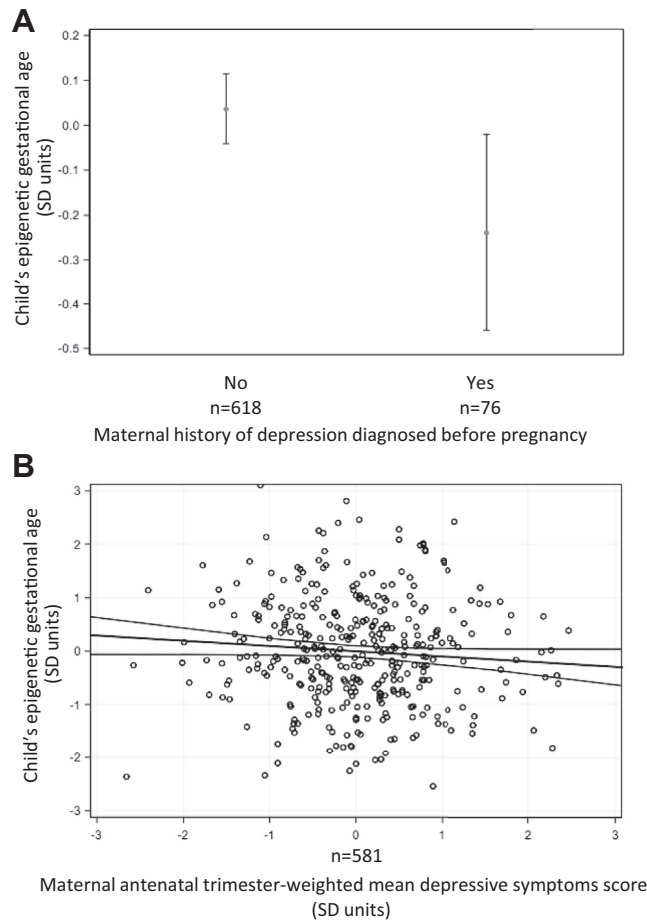 A
Child's epigenetic gestational age
(SD units)
0.2
0.1
0.0
-0.1
-0.2
-0.3
-0.4
-0.5
No Yes
n=618 n=76
Maternal history of depression diagnosed before pregnancy
B
Child's epigenetic gestational age
(SD units)
3
2
1
0
-1
-2
-3
-3 -2 -1 0 1 2 3
n=581
Maternal antenatal trimester-weighted mean depressive symptoms score
(SD units)